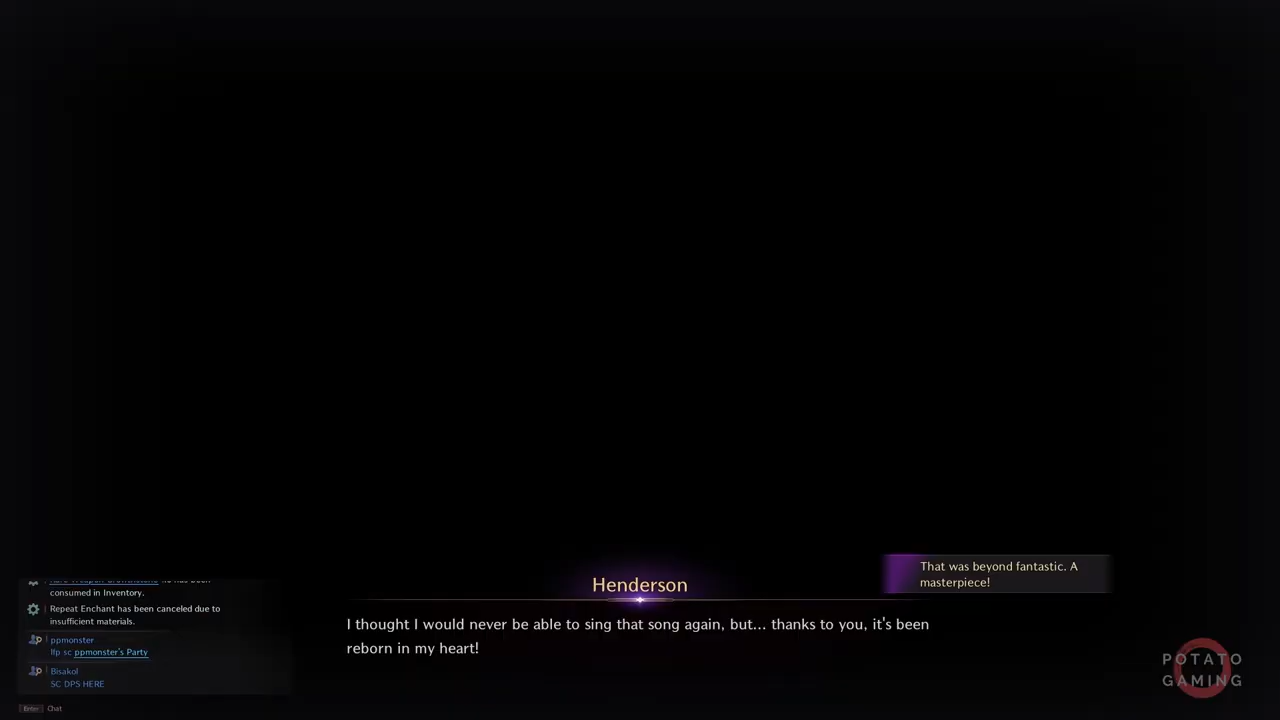 That was beyond fantastic. A
masterpiece!
Henderson
I thought I would never be able to sing that song again, but... thanks to you, it's been
reborn in my heart!
consumed in Inventory.
Repeat Enchant has been canceled due to
insufficient materials.
ppmonster
llp sc ppmonster's Party
Bisakol
SC DPS HERE
Enter Chat
POTATO
GAMING